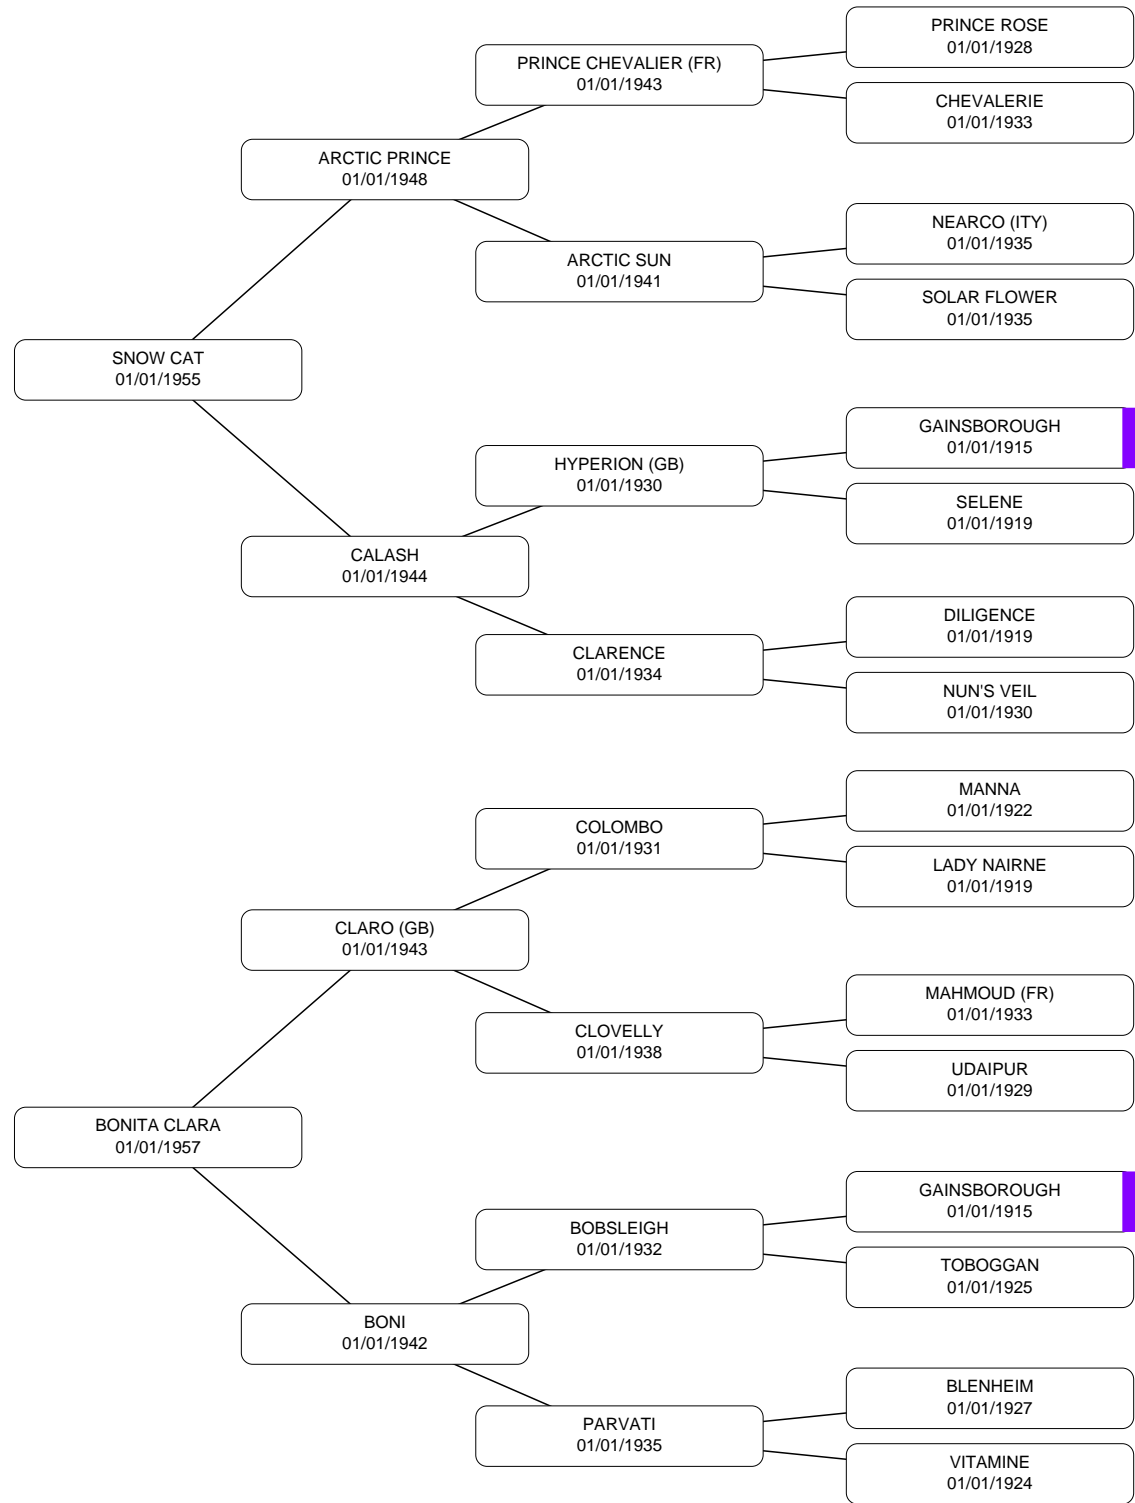 PRINCE ROSE
01/01/1928
PRINCE CHEVALIER (FR)
01/01/1943
CHEVALERIE
01/01/1933
ARCTIC PRINCE
01/01/1948
NEARCO (ITY)
01/01/1935
ARCTIC SUN
01/01/1941
SOLAR FLOWER
01/01/1935
SNOW CAT
01/01/1955
GAINSBOROUGH
01/01/1915
HYPERION (GB)
01/01/1930
SELENE
01/01/1919
CALASH
01/01/1944
DILIGENCE
01/01/1919
CLARENCE
01/01/1934
NUN'S VEIL
01/01/1930
MANNA
01/01/1922
COLOMBO
01/01/1931
LADY NAIRNE
01/01/1919
CLARO (GB)
01/01/1943
MAHMOUD (FR)
01/01/1933
CLOVELLY
01/01/1938
UDAIPUR
01/01/1929
BONITA CLARA
01/01/1957
GAINSBOROUGH
01/01/1915
BOBSLEIGH
01/01/1932
TOBOGGAN
01/01/1925
BONI
01/01/1942
BLENHEIM
01/01/1927
PARVATI
01/01/1935
VITAMINE
01/01/1924